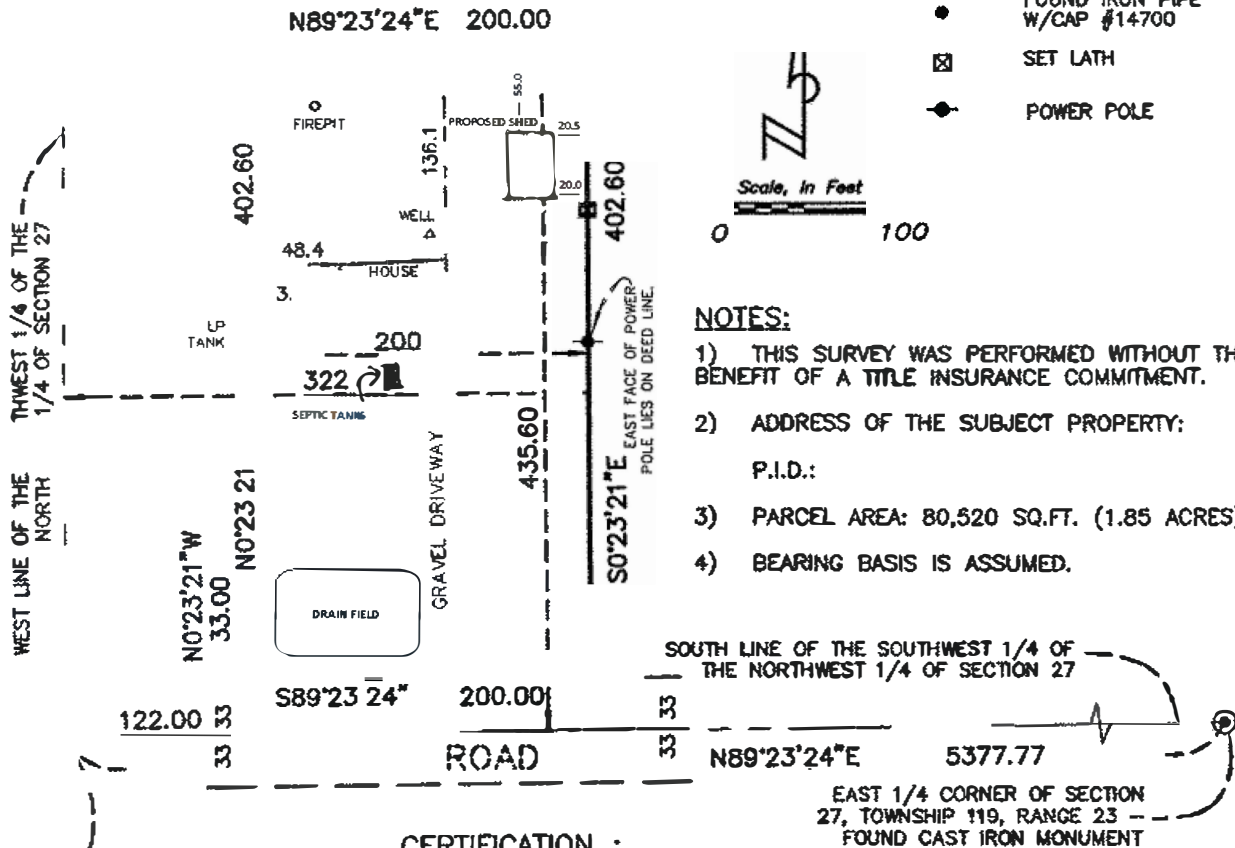 N89°23'24"E 200.00
FOUND IRON PIPE
W/CAP #14700
SET LATH
POWER POLE
FIREPIT
PROPOSED SHED
55.0
20.5
20.0
136.1
402.60
402.60
WELL
48.4
HOUSE
3.
LP
TANK
200
322
SEPTIC TANKS
Scale, In Feet
0 100
THWEST 1/4 OF THE
1/4 OF SECTION 27
WEST LINE OF THE
NORTH
EAST FACE OF POWER
POLE LIES ON DEED LINE.
S0°23'21"E
435.60
GRAVEL DRIVEWAY
N0°23 21
N0°23'21"W
33.00
DRAIN FIELD
NOTES:
1) THIS SURVEY WAS PERFORMED WITHOUT TH
BENEFIT OF A TITLE INSURANCE COMMITMENT.
2) ADDRESS OF THE SUBJECT PROPERTY:
P.I.D.:
3) PARCEL AREA: 80,520 SQ.FT. (1.85 ACRES)
4) BEARING BASIS IS ASSUMED.
SOUTH LINE OF THE SOUTHWEST 1/4 OF
THE NORTHWEST 1/4 OF SECTION 27
S89°23 24" 200.00
122.00 33
33
33
33
ROAD
N89°23'24"E 5377.77
EAST 1/4 CORNER OF SECTION
27, TOWNSHIP 119, RANGE 23
FOUND CAST IRON MONUMENT
CERTIFICATION :